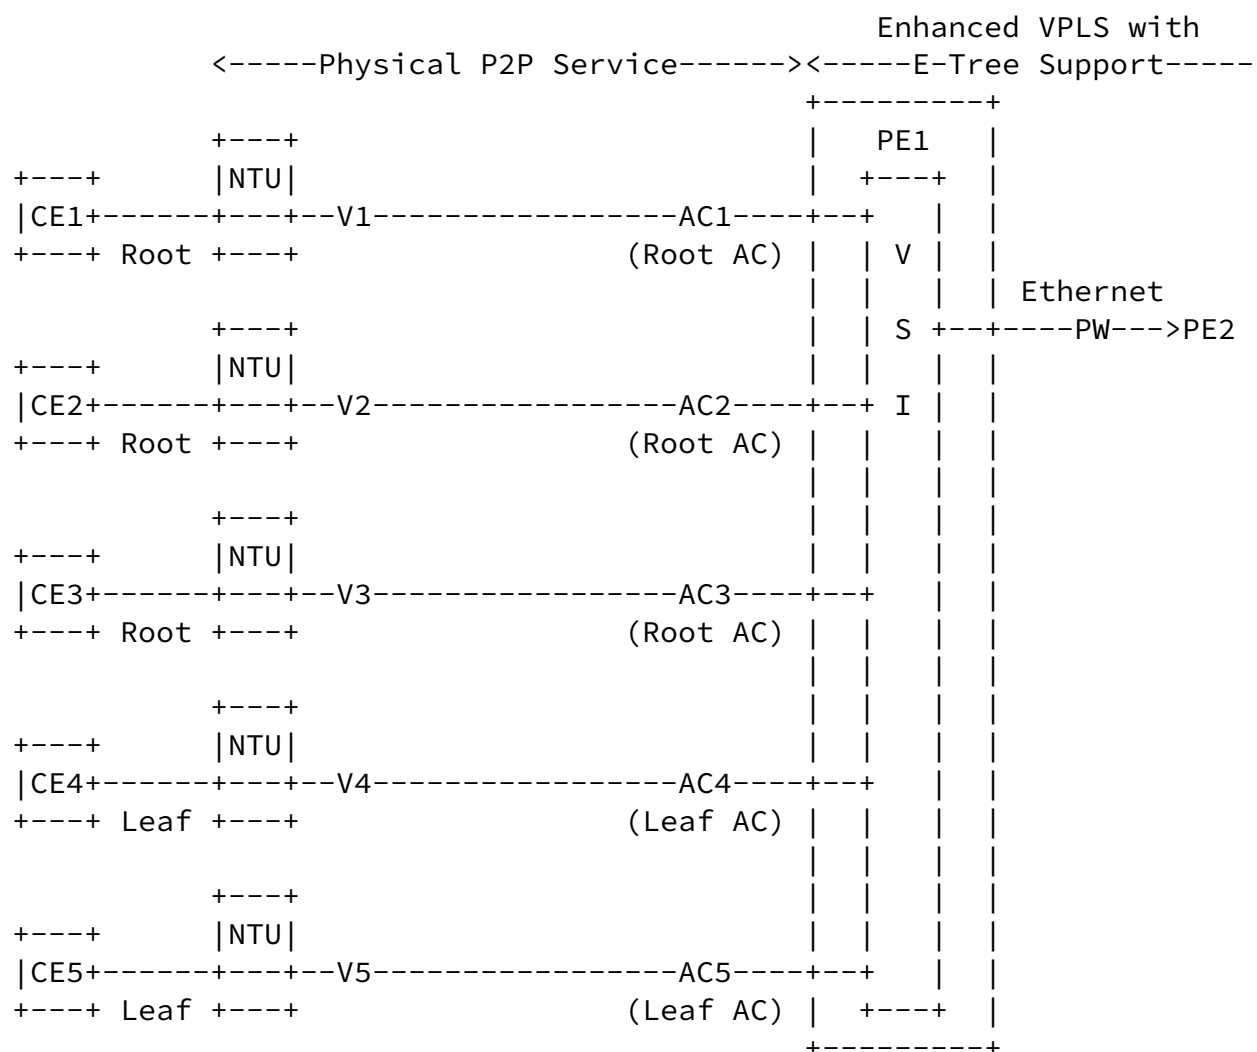 Enhanced VPLS with
           <-----Physical P2P Service------><-----E-Tree Support-----
                                            +---------+
           +---+                            |   PE1   |
+---+      |NTU|                            |  +---+  |
|CE1+------+---+--V1-----------------AC1----+--+   |  |
+---+ Root +---+                  (Root AC) |  | V |  |
                                            |  |   |  | Ethernet
           +---+                            |  | S +--+----PW--->PE2
+---+      |NTU|                            |  |   |  |
|CE2+------+---+--V2-----------------AC2----+--+ I |  |
+---+ Root +---+                  (Root AC) |  |   |  |
                                            |  |   |  |
           +---+                            |  |   |  |
+---+      |NTU|                            |  |   |  |
|CE3+------+---+--V3-----------------AC3----+--+   |  |
+---+ Root +---+                  (Root AC) |  |   |  |
                                            |  |   |  |
           +---+                            |  |   |  |
+---+      |NTU|                            |  |   |  |
|CE4+------+---+--V4-----------------AC4----+--+   |  |
+---+ Leaf +---+                  (Leaf AC) |  |   |  |
                                            |  |   |  |
           +---+                            |  |   |  |
+---+      |NTU|                            |  |   |  |
|CE5+------+---+--V5-----------------AC5----+--+   |  |
+---+ Leaf +---+                  (Leaf AC) |  +---+  |
                                            +---------+